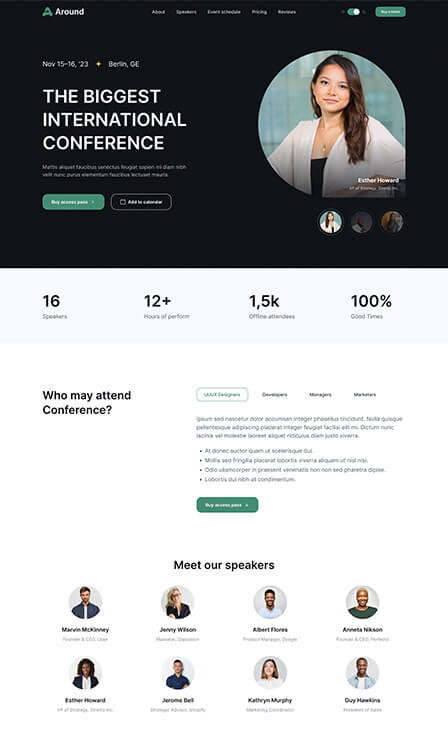 Around
About Speakers Event schedule Pricing Reviews
Buy a ticket
Nov 15–16, '23 Berlin, GE
THE BIGGEST
INTERNATIONAL
CONFERENCE
Mattis aliquet faucibus senectus feugiat sapien mi diam nibh
velit nunc purus elementum faucibus lectuset mauris.
Buy access pass
Add to calendar
Esther Howard
VP of Strategy, Stretto Inc.
16 12+ 1,5k 100%
Speakers Hours of perform Offline attendees Good Times
Who may attend
Conference?
UI/UX Designers Developers Managers Marketers
Ipsum sed nascetur dolor accumsan integer phasellus tincidunt. Nulla quisque
pellentesque adipiscing placerat integer feugiat facilisi elit mi. Dictum nunc
lacinia vel molestie laoreet aliquet ridiculus diam justo viverra.
At donec auctor quam ut scelerisque dui.
Mollis sed fringilla placerat lobortis viverra aliquam ut nisl nisi.
Odio ullamcorper in praesent venenatis non non sed pharetra dipise.
Lobortis dui nibh at condimentum.
Buy access pass
Meet our speakers
Marvin McKinney Jenny Wilson Albert Flores Anneta Nikson
Founder & CEO, Uber Marketer, Product Manager, Google Founder & CEO, Perfecto
Esther Howard Jerome Bell Kathryn Murphy Guy Hawkins
VP of Strategy, Stretto Inc. Strategic Advisor, Shopify Marketing Coordinator President of Sales